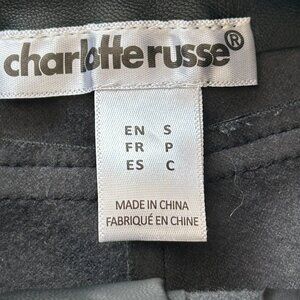 charlotte russe®
EN S
FR P
ES C
MADE IN CHINA
FABRIQUÉ EN CHINE